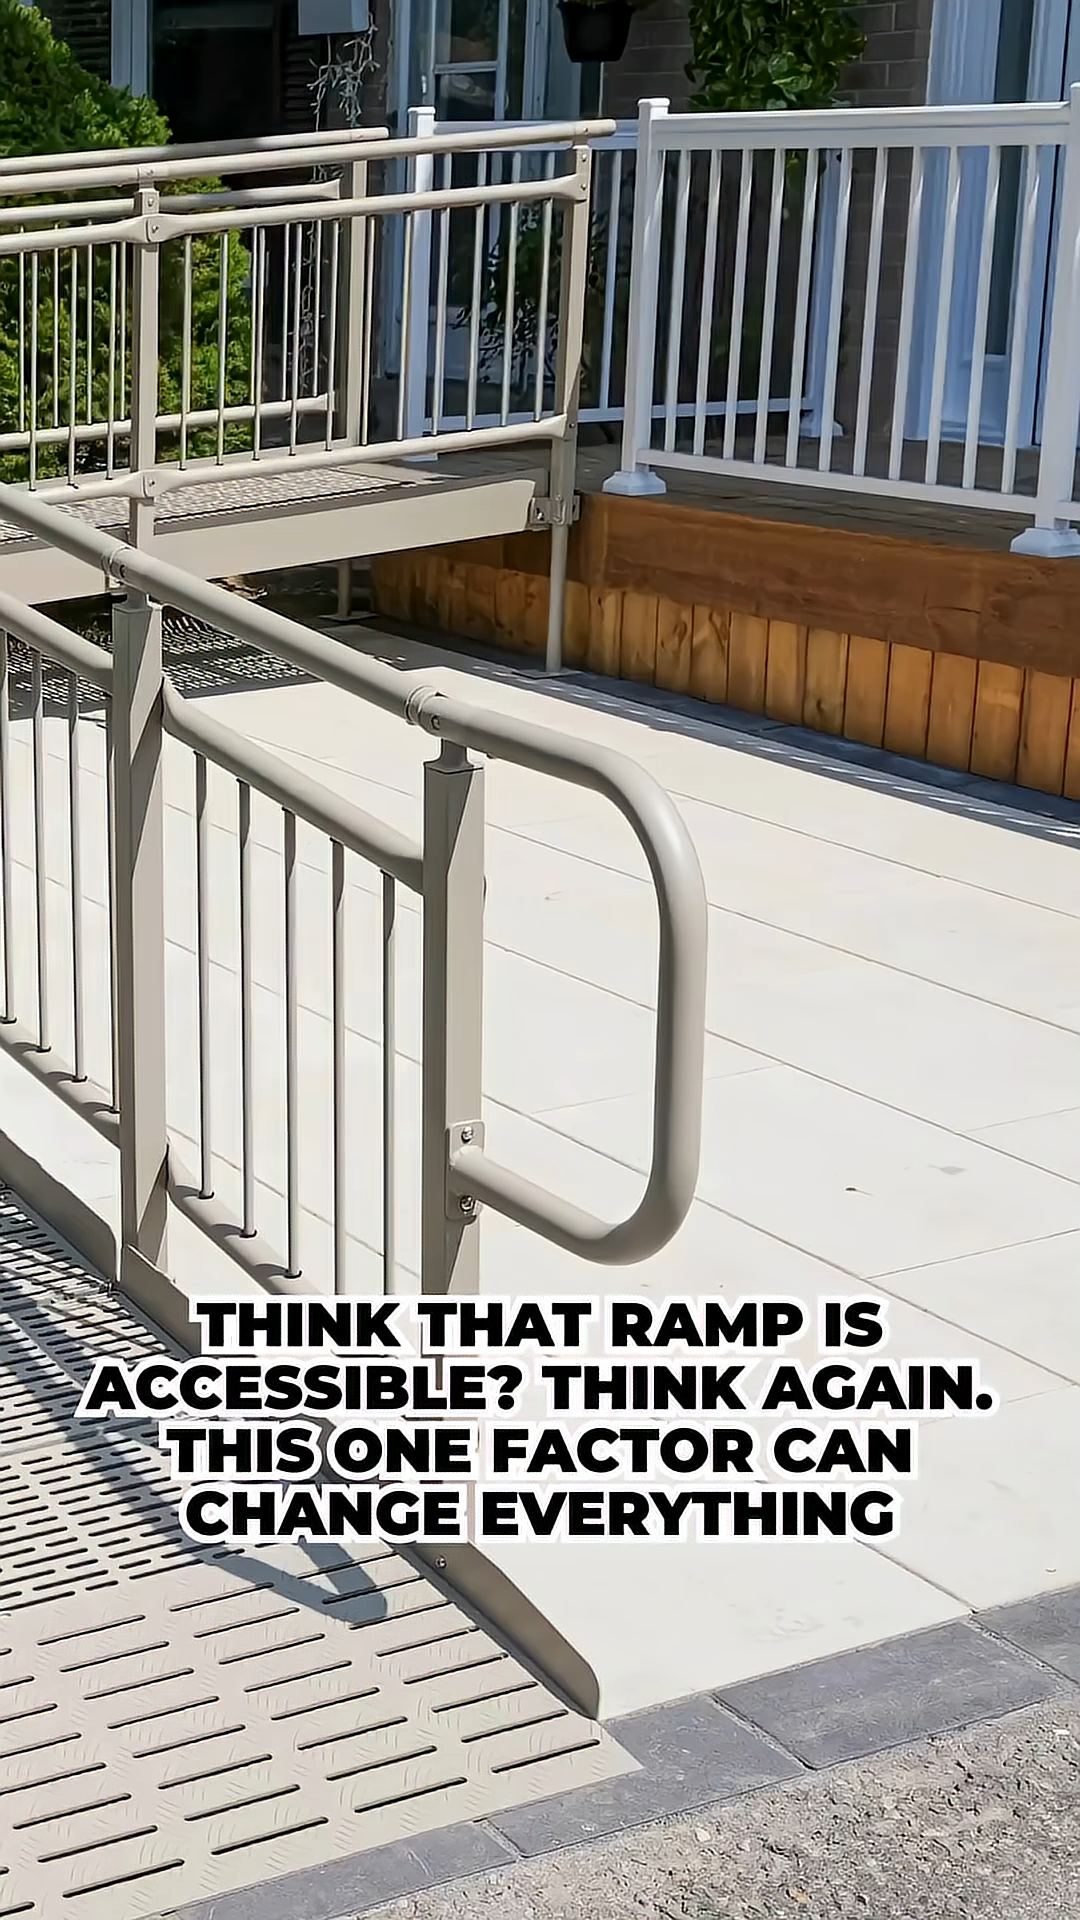 THINK THAT RAMP IS
ACCESSIBLE? THINK AGAIN.
THIS ONE FACTOR CAN
CHANGE EVERYTHING